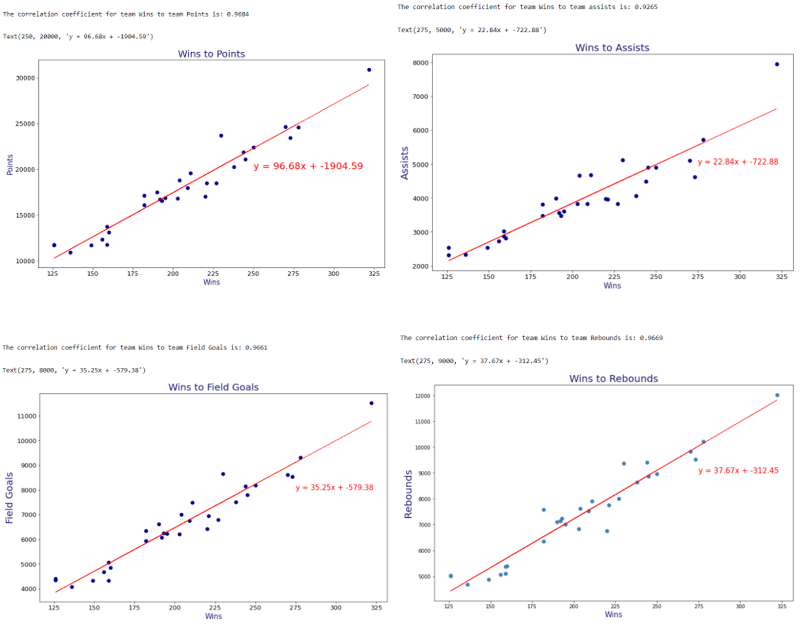 The correlation coefficient for team Wins to team Points is: 0.9684
Text(250, 20000, 'y = 96.68x + -1904.59')
Wins to Points
Points
30000
25000
20000
15000
10000
y = 96.68x + -1904.59
125 150 175 200 225 250 275 300 325
Wins
The correlation coefficient for team Wins to team assists is: 0.9265
Text(275, 5000, 'y = 22.84x + -722.88')
Wins to Assists
Assists
8000
7000
6000
5000
4000
3000
2000
y = 22.84x + -722.88
125 150 175 200 225 250 275 300 325
Wins
The correlation coefficient for team Wins to team Field Goals is: 0.9661
Text(275, 8000, 'y = 35.25x + -579.38')
Wins to Field Goals
Field Goals
11000
10000
9000
8000
7000
6000
5000
4000
y = 35.25x + -579.38
125 150 175 200 225 250 275 300 325
Wins
The correlation coefficient for team Wins to team Rebounds is: 0.9669
Text(275, 9000, 'y = 37.67x + -312.45')
Wins to Rebounds
Rebounds
12000
11000
10000
9000
8000
7000
6000
5000
y = 37.67x + -312.45
125 150 175 200 225 250 275 300 325
Wins